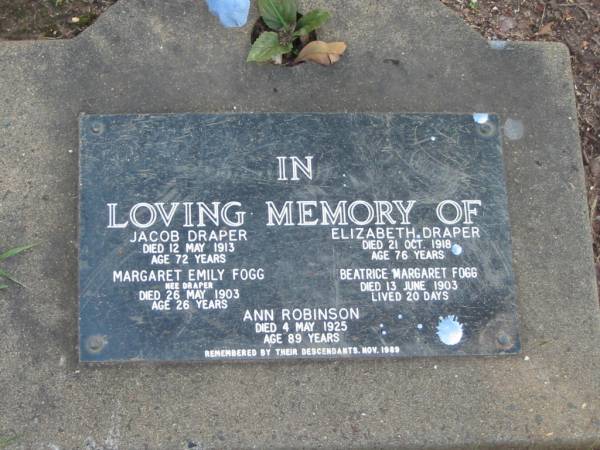 IN
LOVING MEMORY OF
JACOB DRAPER
DIED 12 MAY 1913
AGE 72 YEARS
ELIZABETH. DRAPER
DIED 21 OCT. 1918
AGE 76 YEARS
MARGARET EMILY FOGG
NEE DRAPER
DIED 26 MAY 1903
AGE 26 YEARS
BEATRICE MARGARET FOGG
DIED 13 JUNE 1903
LIVED 20 DAYS
ANN ROBINSON
DIED 4 MAY 1925
AGE 89 YEARS
REMEMBERED BY THEIR DESCENDANTS. NOV. 1989